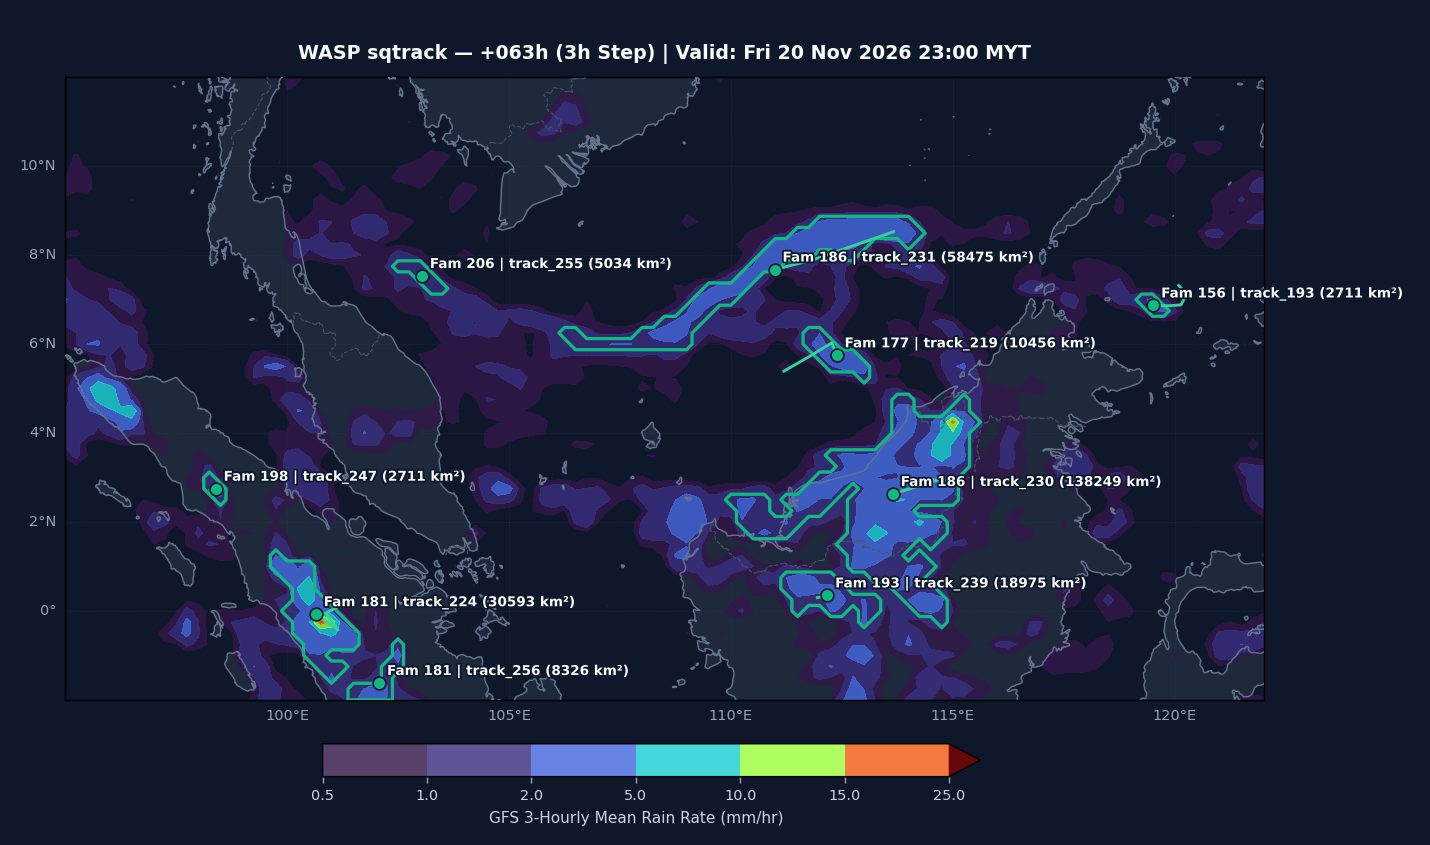 WASP sqtrack — +063h (3h Step) | Valid: Fri 20 Nov 2026 23:00 MYT
10°N
8°N
Fam 186 | track_231 (58475 km²)
Fam 206 | track_255 (5034 km²)
Fam 156 | track_193 (2711 km²)
6°N
Fam 177 | track_219 (10456 km²)
4°N
Fam 198 | track_247 (2711 km²)
Fam 186 | track_230 (138249 km²)
2°N
Fam 193 | track_239 (18975 km²)
Fam 181 | track_224 (30593 km²)
0°
Fam 181 | track_256 (8326 km²)
100°E 105°E 110°E 115°E 120°E
0.5 1.0 2.0 5.0 10.0 15.0 25.0
GFS 3-Hourly Mean Rain Rate (mm/hr)